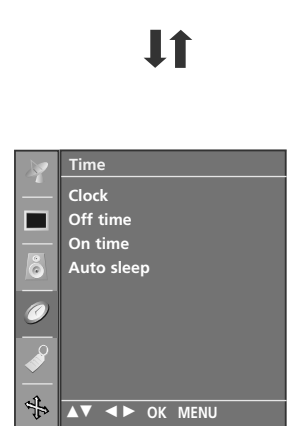 Time
Clock
Off time
On time
Auto sleep
▲▼ ◄► OK MENU